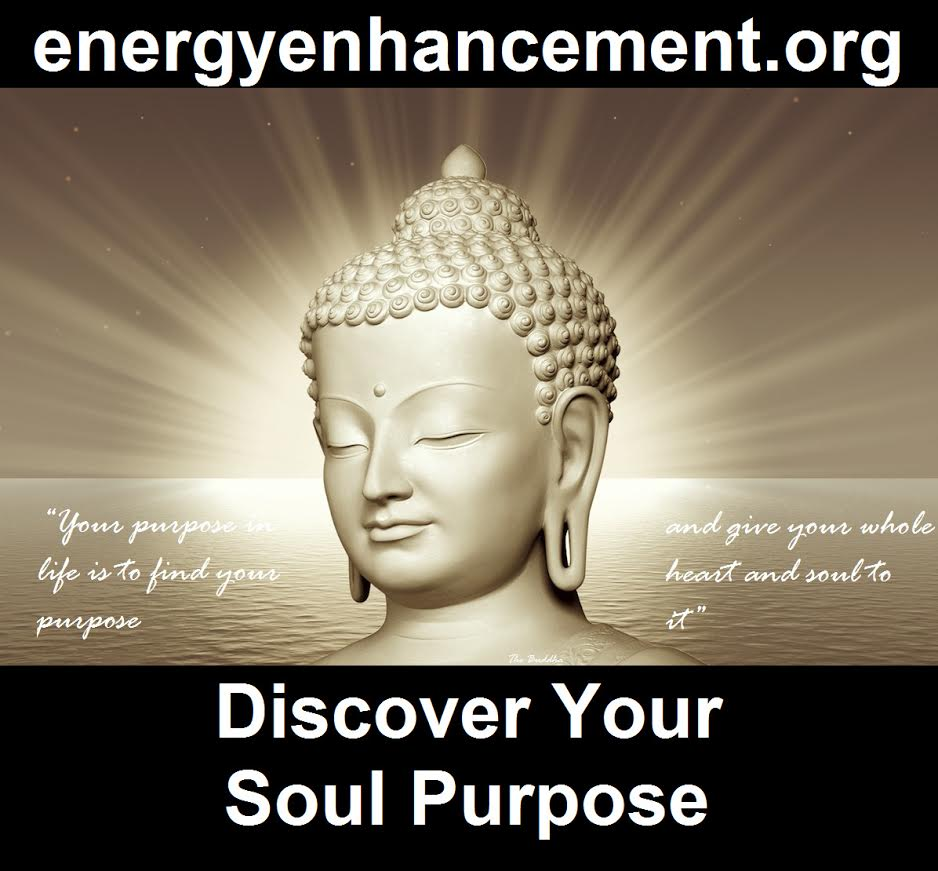 energyenhancement.org
“Your purpose in
life is to find your
purpose
and give your whole
heart and soul to
it”
The Buddha
Discover Your
Soul Purpose